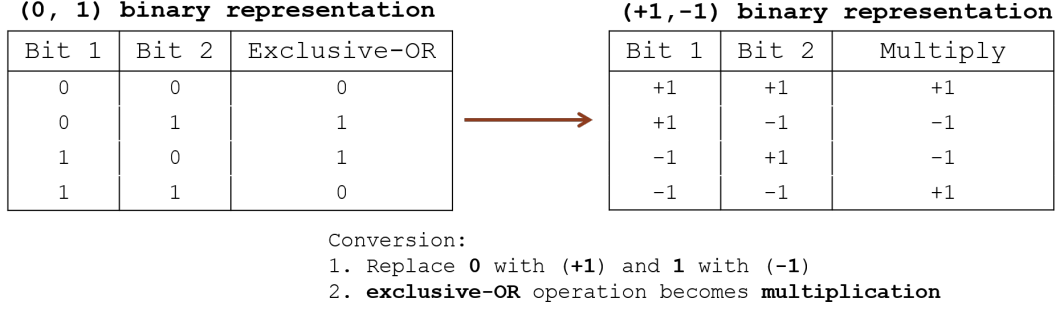 (0, 1) binary representation
Bit 1 Bit 2 Exclusive-OR
0 0 0
0 1 1
1 0 1
1 1 0
(+1,-1) binary representation
Bit 1 Bit 2 Multiply
+1 +1 +1
+1 -1 -1
-1 +1 -1
-1 -1 +1
Conversion:
1. Replace 0 with (+1) and 1 with (-1)
2. exclusive-OR operation becomes multiplication